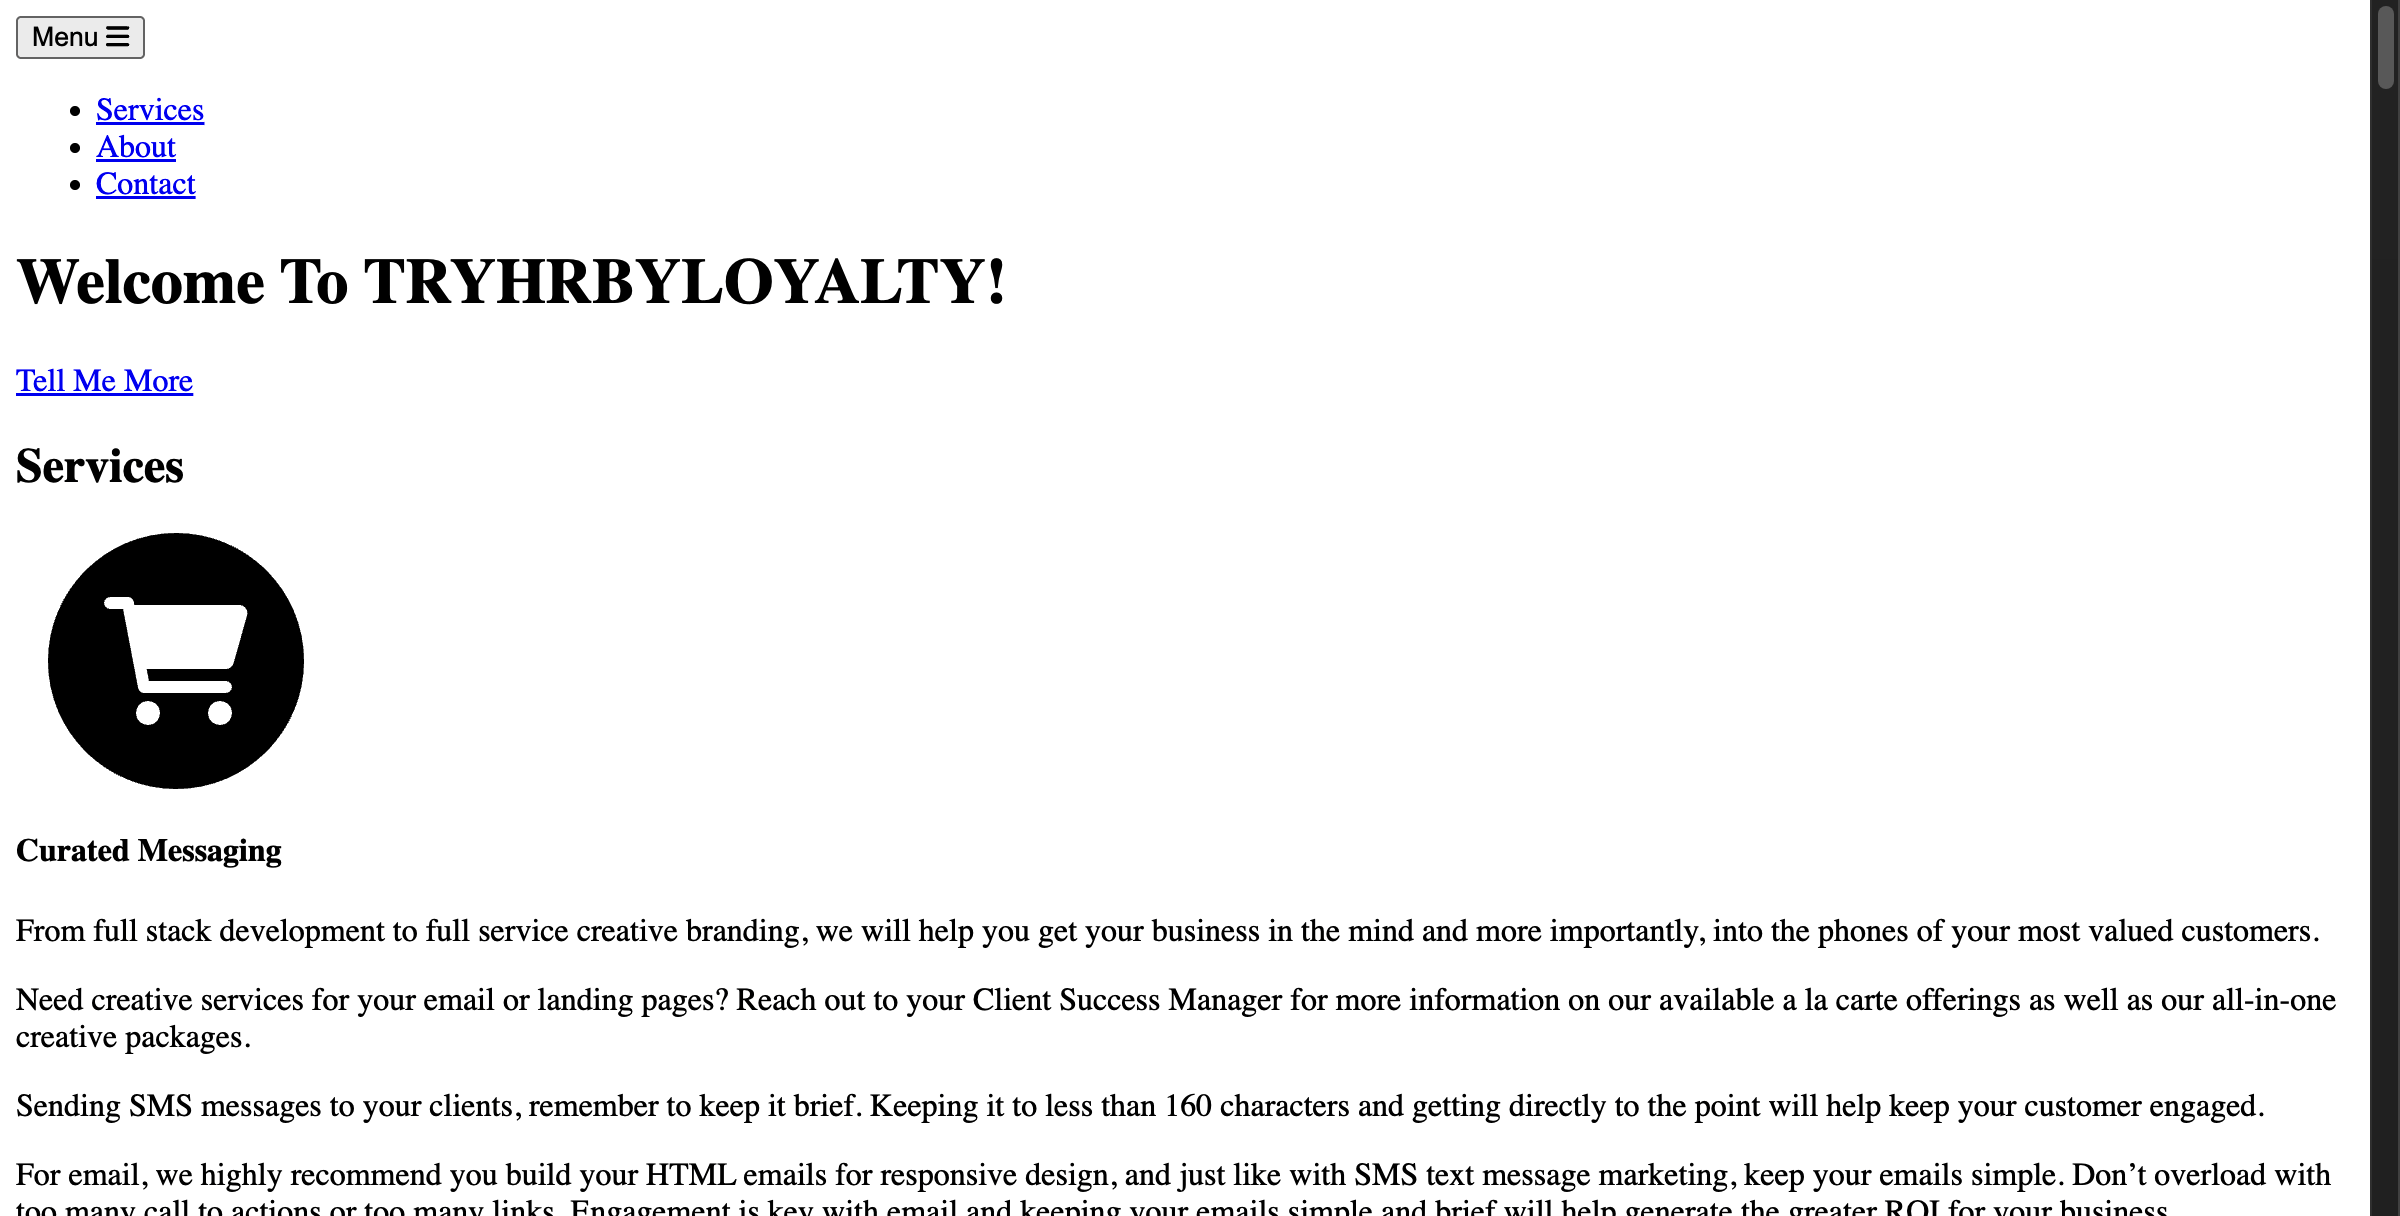 Menu
Services
About
Contact
Welcome To TRYHRBYLOYALTY!
Tell Me More
Services
Curated Messaging
From full stack development to full service creative branding, we will help you get your business in the mind and more importantly, into the phones of your most valued customers.
Need creative services for your email or landing pages? Reach out to your Client Success Manager for more information on our available a la carte offerings as well as our all-in-one
creative packages.
Sending SMS messages to your clients, remember to keep it brief. Keeping it to less than 160 characters and getting directly to the point will help keep your customer engaged.
For email, we highly recommend you build your HTML emails for responsive design, and just like with SMS text message marketing, keep your emails simple. Don’t overload with
too many call to actions or too many links. Engagement is key with email and keeping your emails simple and brief will help generate the greater ROI for your business.